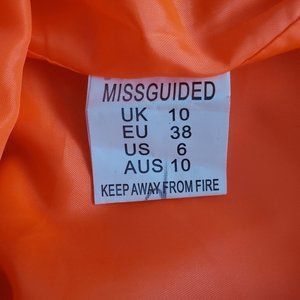 MISSGUIDED
UK 10
EU 38
US 6
AUS 10
KEEP AWAY FROM FIRE